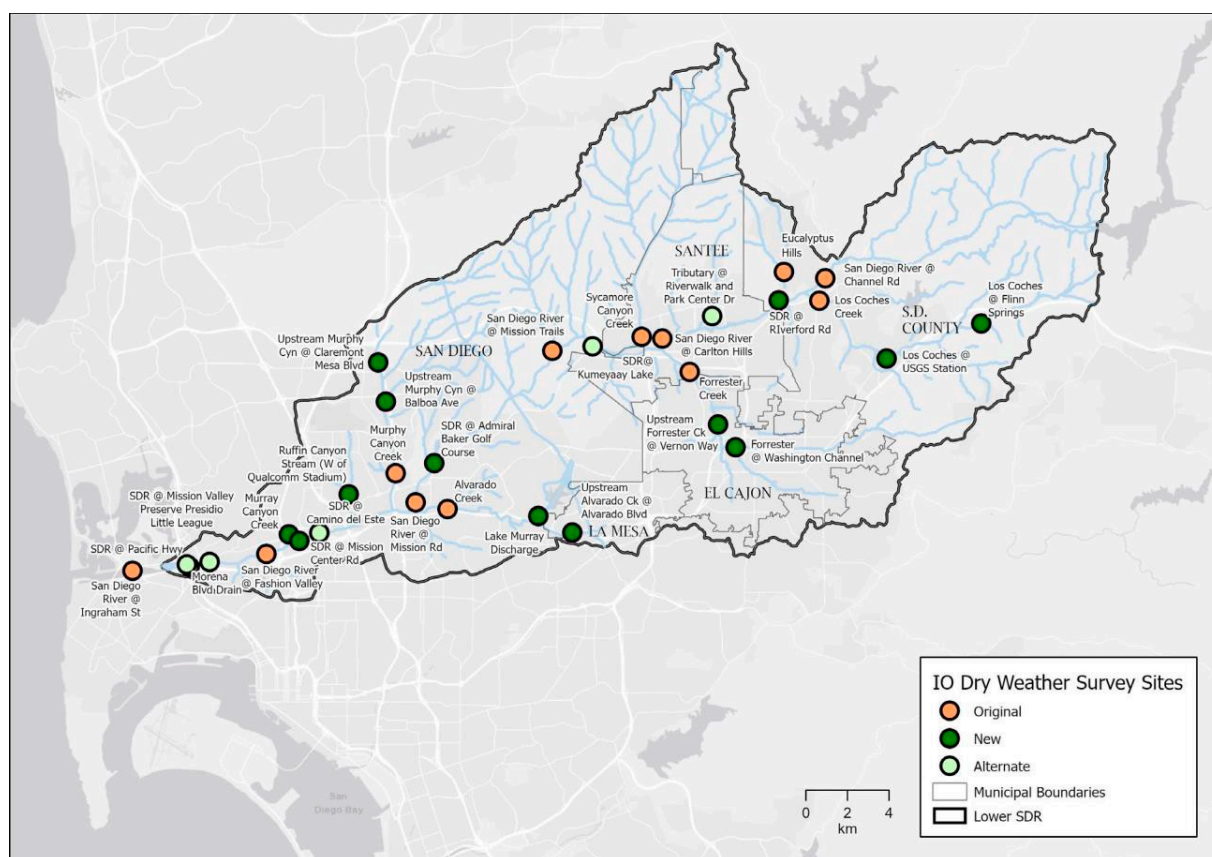 Eucalyptus
Hills
SANTEE
Tributary @
Riverwalk and
Park Center Dr
San Diego River @
Channel Rd
Los Coches
@ Flinn
Springs
Sycamore
Canyon
Creek
Los Coches
Creek
SDR @
RIverford Rd
S.D.
COUNTY
San Diego River
@ Mission Trails
Upstream Murphy
Cyn @ Claremont
Mesa Blvd
SAN DIEGO
San Diego River
@ Carlton Hills
SDR@
Kumeyaay Lake
Los Coches @
USGS Station
Upstream
Murphy Cyn @
Balboa Ave
Forrester
Creek
SDR @ Admiral
Baker Golf
Course
Upstream
Forrester Ck
@ Vernon Way
Murphy
Canyon
Creek
Forrester
@ Washington Channel
Ruffin Canyon
Stream (W of
Qualcomm Stadium)
Alvarado
Creek
EL CAJON
SDR @ Mission Valley
Preserve Presidio
Little League
Murray
Canyon
Creek
SDR @
Camino del Este
San Diego
River @
Mission Rd
Upstream
Alvarado Ck @
Alvarado Blvd
LA MESA
Lake Murray
Discharge
SDR @ Pacific Hwy
SDR @ Mission
Center Rd
San Diego River
@ Fashion Valley
Morena
Blvd Drain
San Diego
River @
Ingraham St
San
Diego Bay
0 2 4
km
IO Dry Weather Survey Sites
Original
New
Alternate
Municipal Boundaries
Lower SDR